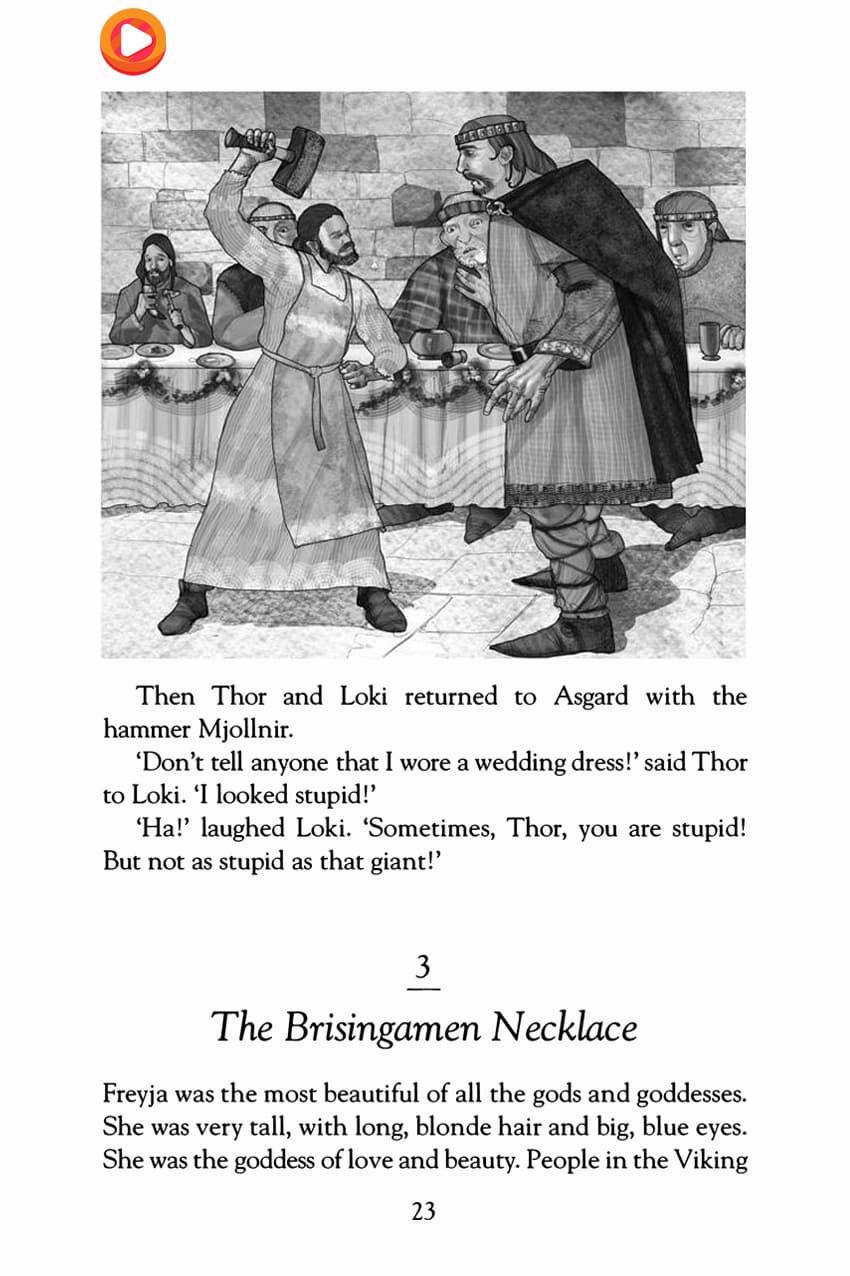 Then Thor and Loki returned to Asgard with the
hammer Mjollnir.
‘Don’t tell anyone that I wore a wedding dress!’ said Thor
to Loki. ‘I looked stupid!’
‘Ha!’ laughed Loki. ‘Sometimes, Thor, you are stupid!
But not as stupid as that giant!’
3
The Brisingamen Necklace
Freyja was the most beautiful of all the gods and goddesses.
She was very tall, with long, blonde hair and big, blue eyes.
She was the goddess of love and beauty. People in the Viking
23